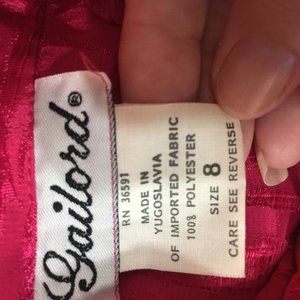 Gailord®
RN 36591
MADE IN
YUGOSLAVIA
OF IMPORTED FABRIC
100% POLYESTER
SIZE 8
CARE SEE REVERSE